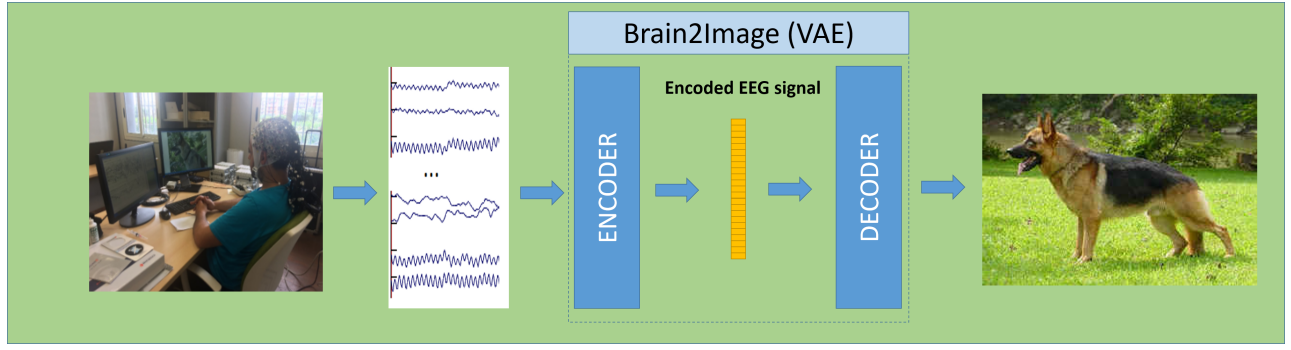 Brain2Image (VAE)
Encoded EEG signal
ENCODER
DECODER